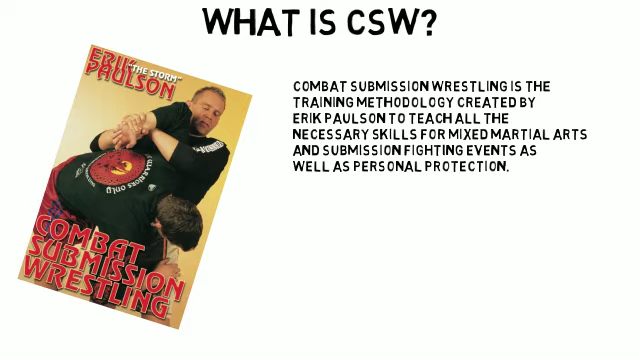 WHAT IS CSW?
ERIK
"THE STORM"
PAULSON
COMBAT SUBMISSION WRESTLING IS THE
TRAINING METHODOLOGY CREATED BY
ERIK PAULSON TO TEACH ALL THE
NECESSARY SKILLS FOR MIXED MARTIAL ARTS
AND SUBMISSION FIGHTING EVENTS AS
WELL AS PERSONAL PROTECTION.
WARRIORS ONLY
COMBAT
SUBMISSION
WRESTLING